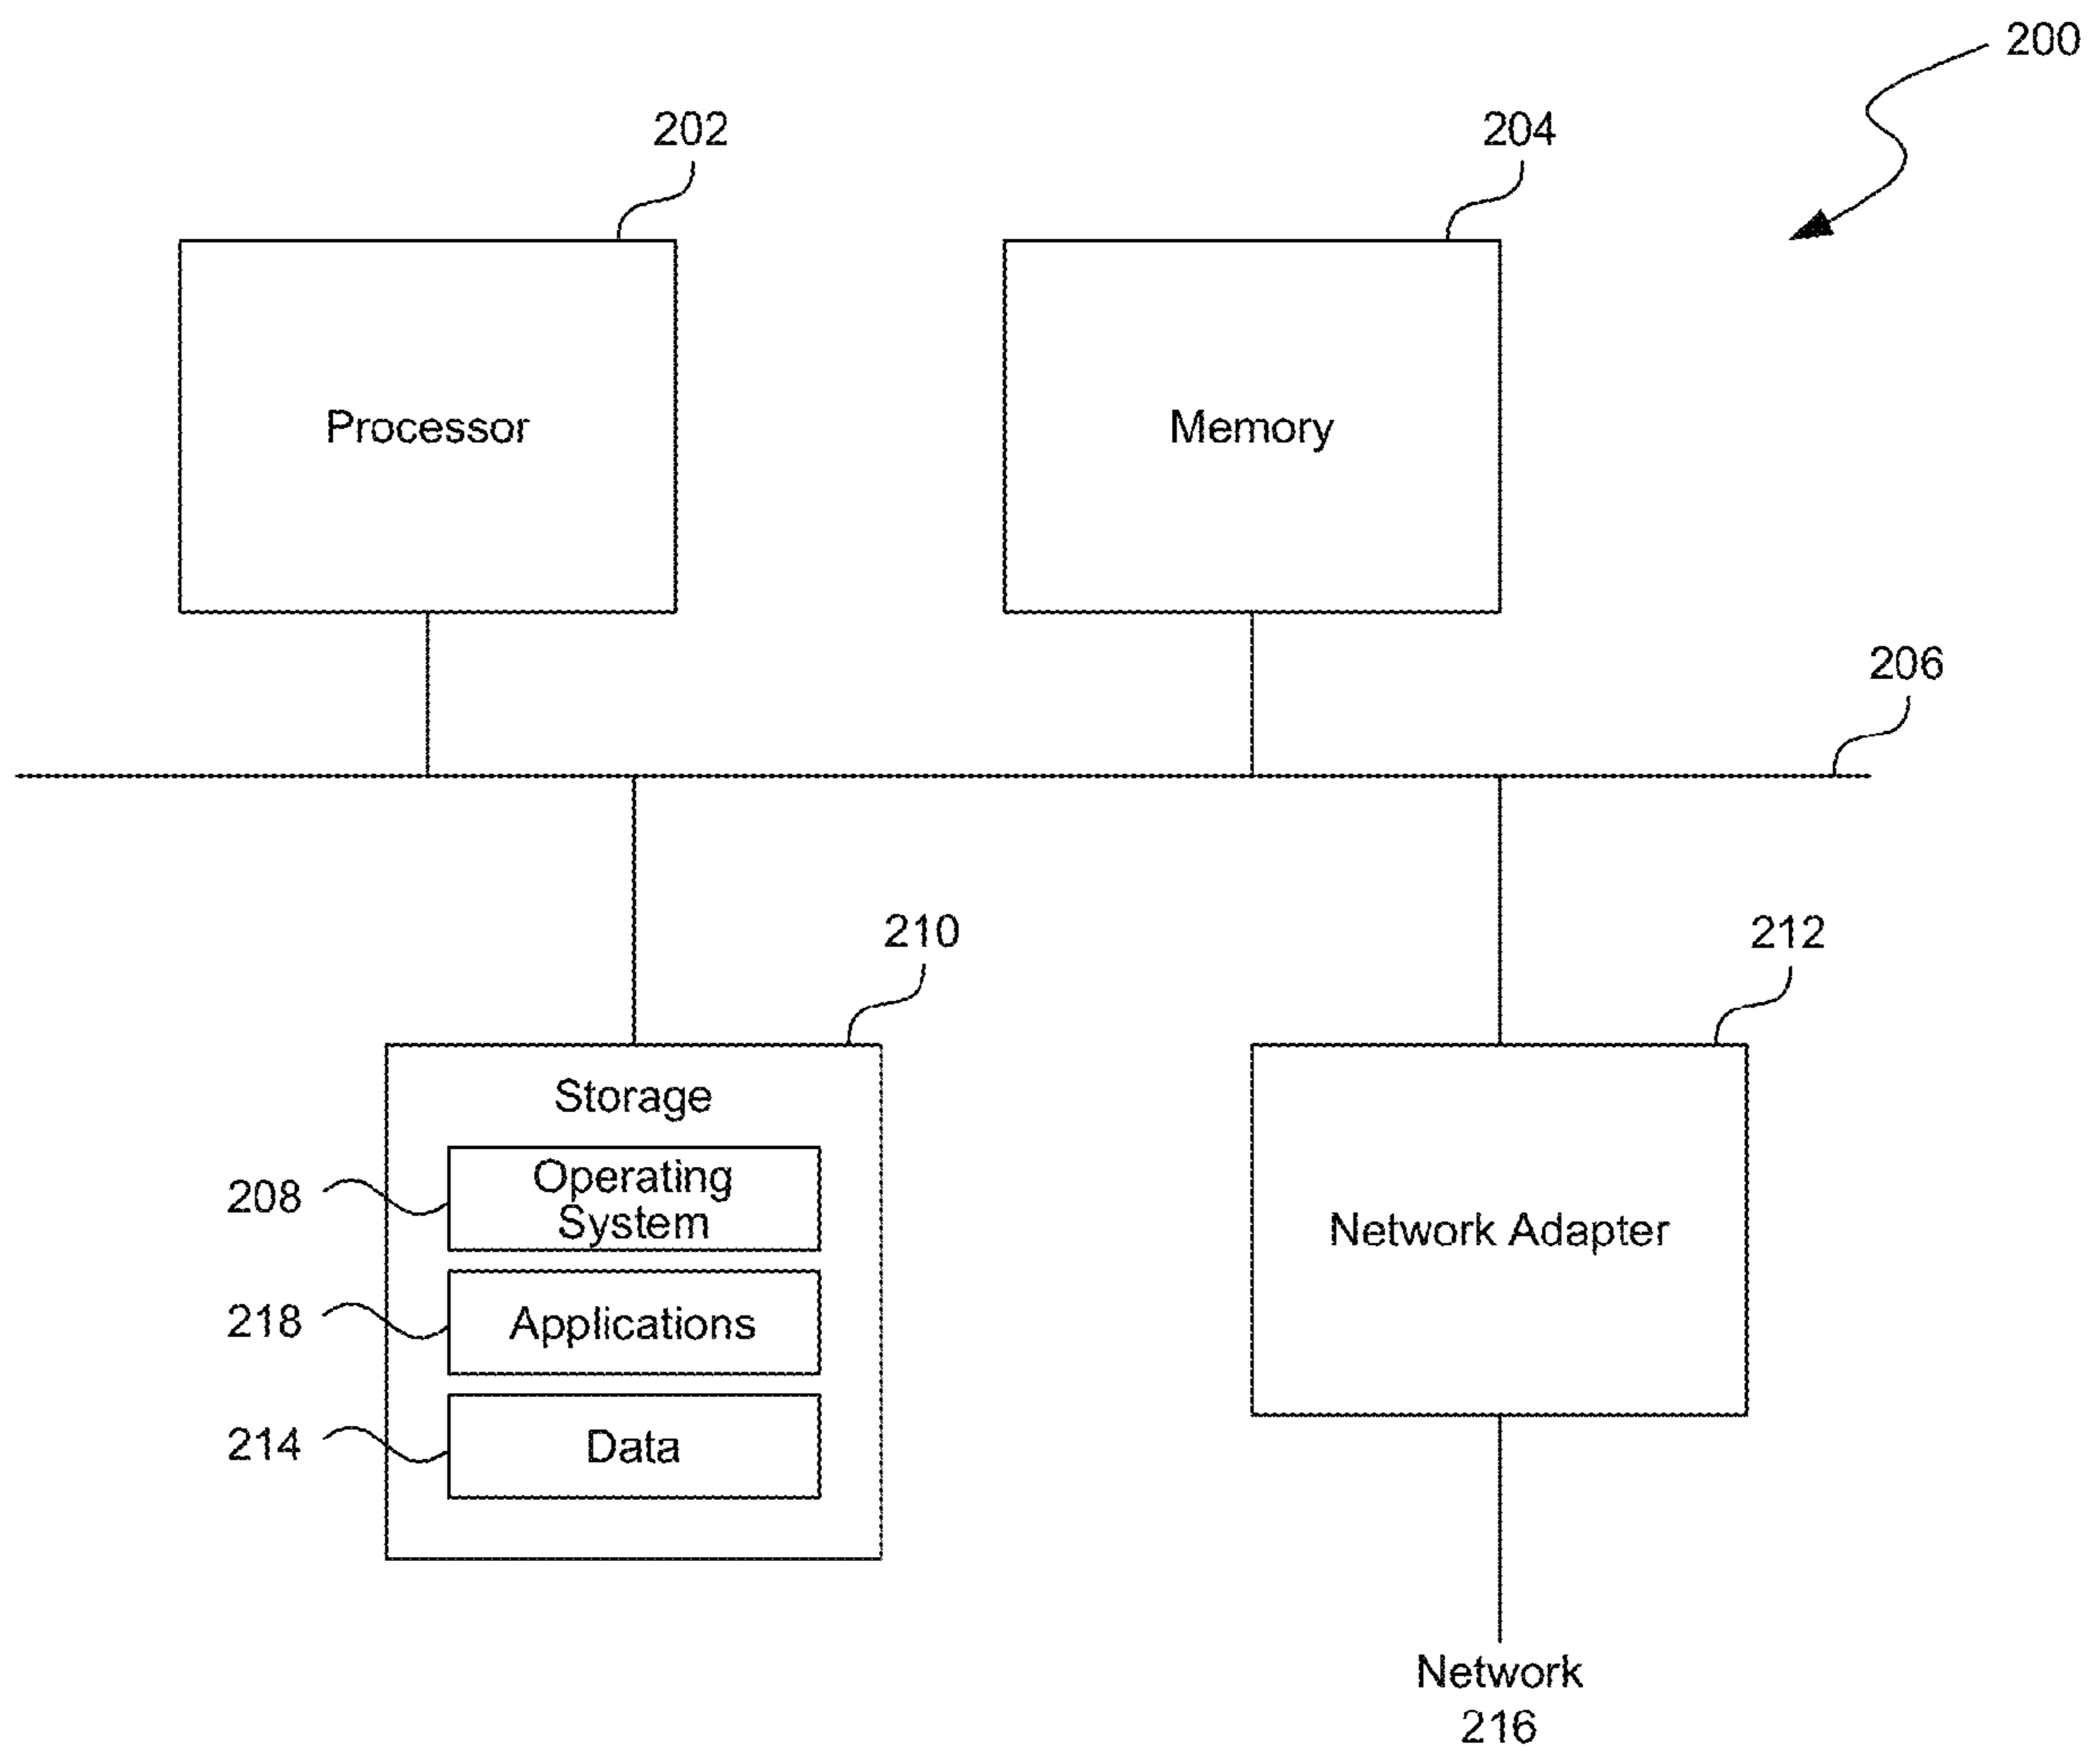 200
202
204
Processor
Memory
206
210
212
Storage
208
Operating
System
Network Adapter
218
Applications
214
Data
Network
216